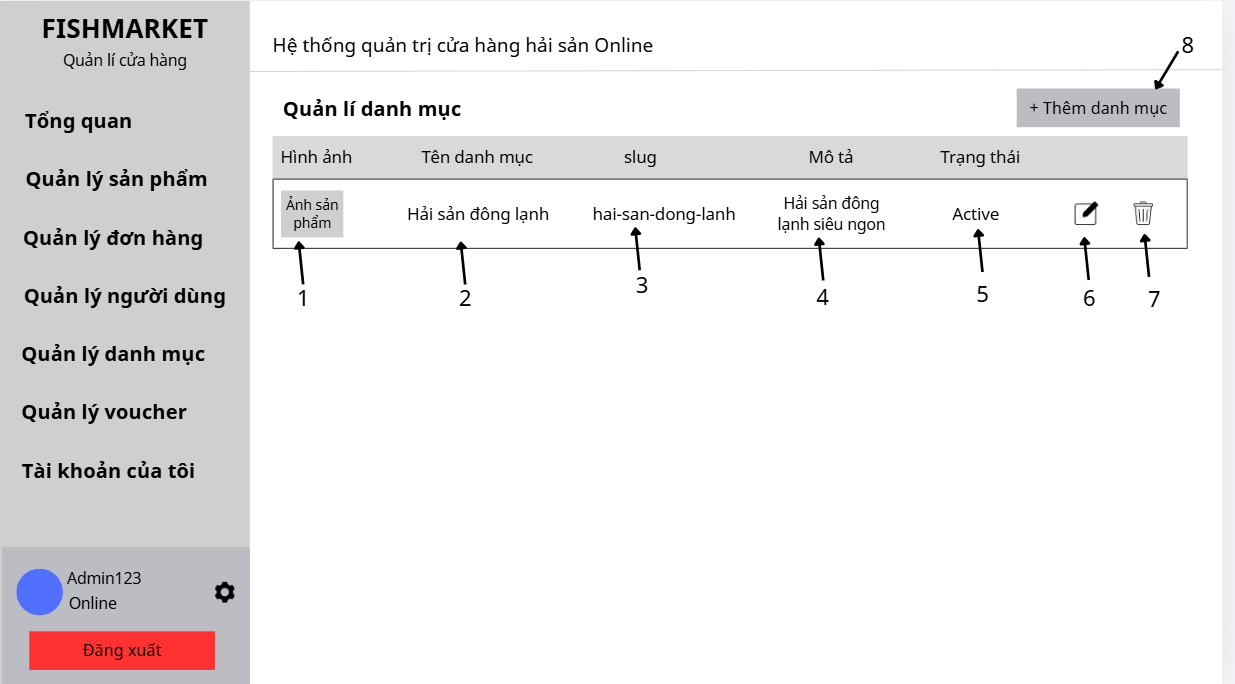 FISHMARKET
Quản lí cửa hàng
Tổng quan
Quản lý sản phẩm
Quản lý đơn hàng
Quản lý người dùng
Quản lý danh mục
Quản lý voucher
Tài khoản của tôi
Admin123
Online
Đăng xuất
Hệ thống quản trị cửa hàng hải sản Online
8
Quản lí danh mục
+ Thêm danh mục
Hình ảnh Tên danh mục slug Mô tả Trạng thái
Ảnh sản
phẩm
Hải sản đông lạnh
hai-san-dong-lanh
Hải sản đông
lạnh siêu ngon
Active
1 2 3 4 5 6 7